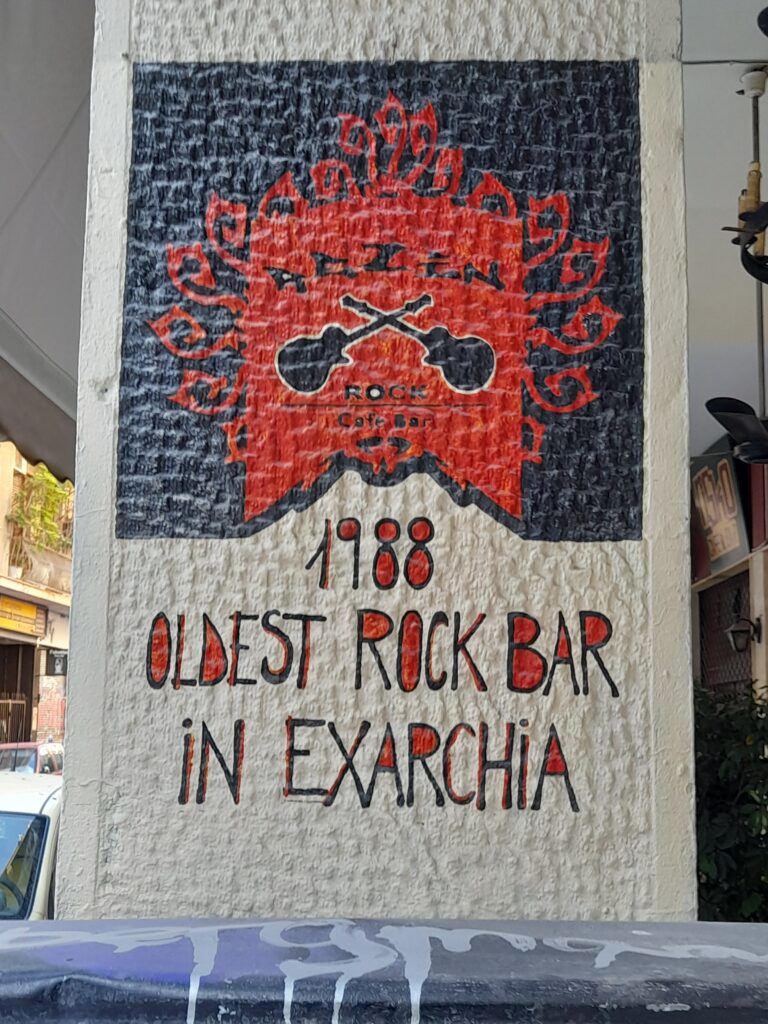 ROCK
Cafe Bar
1988
OLDEST ROCK BAR
iN EXARCHiA